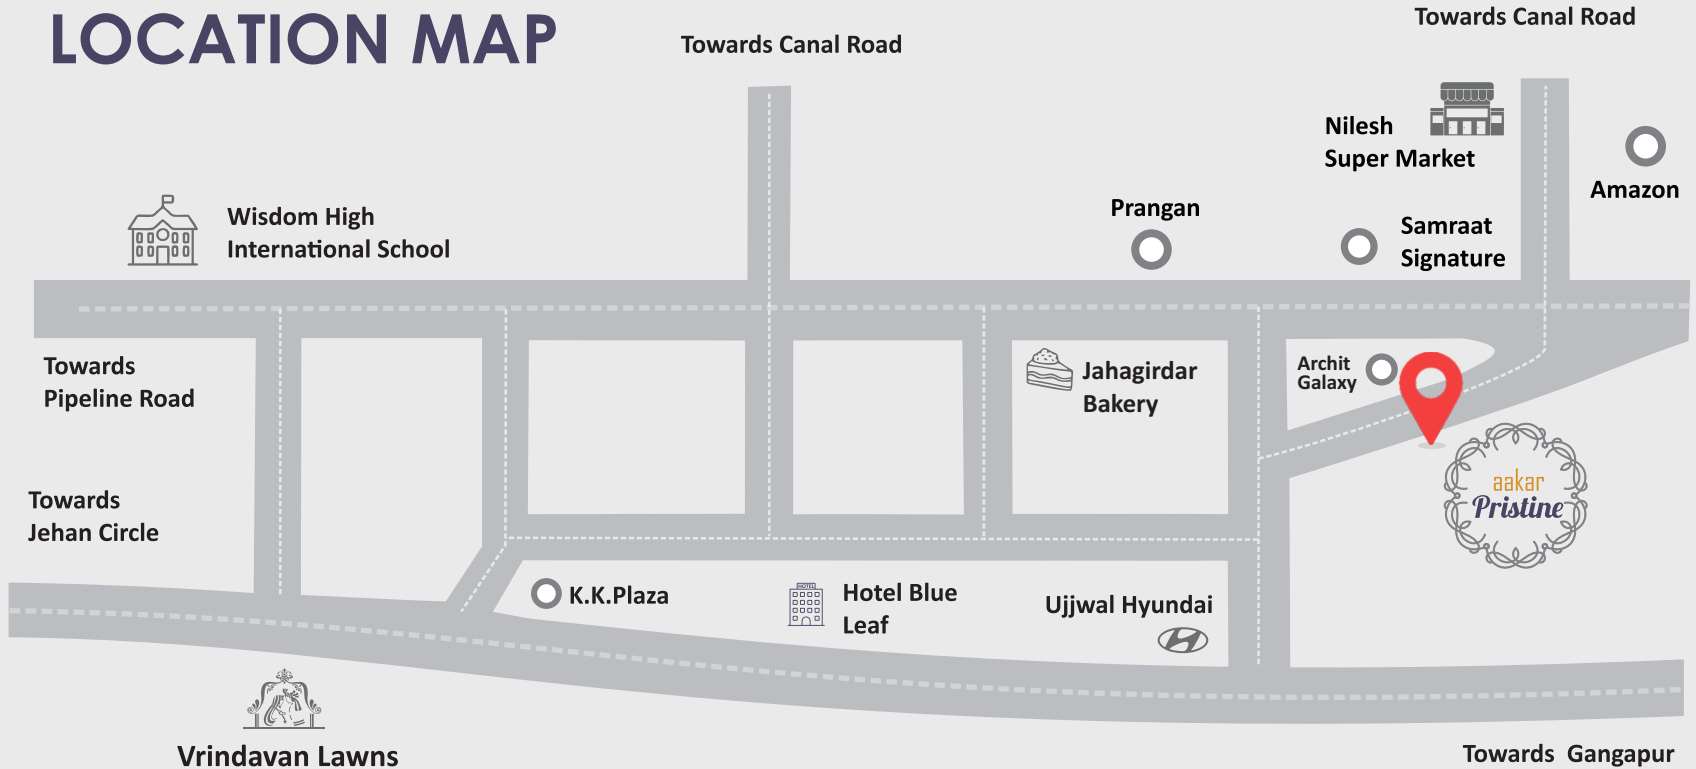 LOCATION MAP
Towards Canal Road
Towards Canal Road
Nilesh
Super Market
Amazon
Prangan
Samraat
Signature
Wisdom High
International School
Towards
Pipeline Road
Jahagirdar
Bakery
Archit
Galaxy
aakar
Pristine
Towards
Jehan Circle
K.K.Plaza
HOTEL
Hotel Blue
Leaf
Ujjwal Hyundai
Vrindavan Lawns
Towards Gangapur